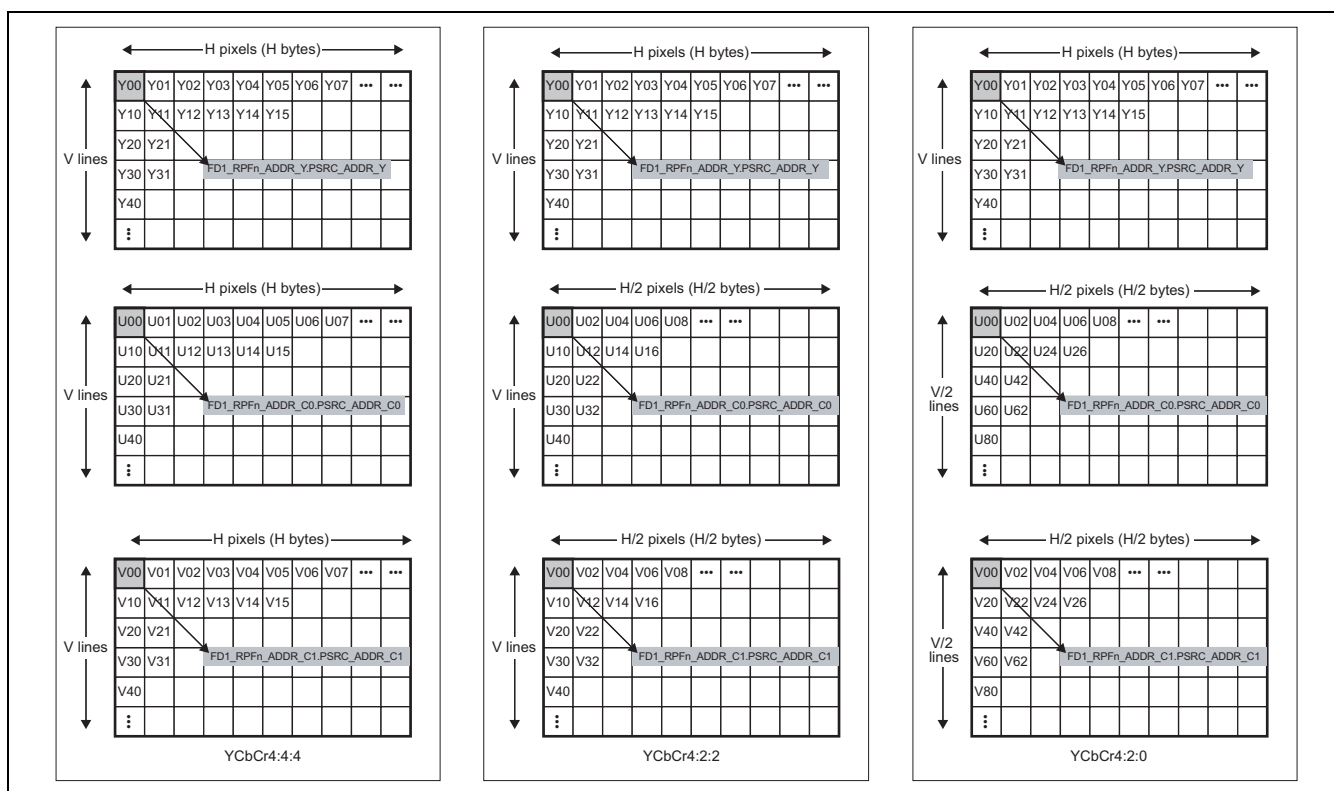 H pixels (H bytes)
V lines
Y00 Y01 Y02 Y03 Y04 Y05 Y06 Y07 ... ...
Y10 Y11 Y12 Y13 Y14 Y15
Y20 Y21
Y30 Y31
FD1_RPFn_ADDR_Y.PSRC_ADDR_Y
Y40
⋮
H pixels (H bytes)
V lines
U00 U01 U02 U03 U04 U05 U06 U07 ... ...
U10 U11 U12 U13 U14 U15
U20 U21
U30 U31
FD1_RPFn_ADDR_C0.PSRC_ADDR_C0
U40
⋮
H pixels (H bytes)
V lines
V00 V01 V02 V03 V04 V05 V06 V07 ... ...
V10 V11 V12 V13 V14 V15
V20 V21
V30 V31
FD1_RPFn_ADDR_C1.PSRC_ADDR_C1
V40
⋮
YCbCr4:4:4
H pixels (H bytes)
V lines
Y00 Y01 Y02 Y03 Y04 Y05 Y06 Y07 ... ...
Y10 Y11 Y12 Y13 Y14 Y15
Y20 Y21
Y30 Y31
FD1_RPFn_ADDR_Y.PSRC_ADDR_Y
Y40
⋮
H/2 pixels (H/2 bytes)
V lines
U00 U02 U04 U06 U08 ... ...
U10 U12 U14 U16
U20 U22
U30 U32
FD1_RPFn_ADDR_C0.PSRC_ADDR_C0
U40
⋮
H/2 pixels (H/2 bytes)
V lines
V00 V02 V04 V06 V08 ... ...
V10 V12 V14 V16
V20 V22
V30 V32
FD1_RPFn_ADDR_C1.PSRC_ADDR_C1
V40
⋮
YCbCr4:2:2
H pixels (H bytes)
V lines
Y00 Y01 Y02 Y03 Y04 Y05 Y06 Y07 ... ...
Y10 Y11 Y12 Y13 Y14 Y15
Y20 Y21
Y30 Y31
FD1_RPFn_ADDR_Y.PSRC_ADDR_Y
Y40
⋮
H/2 pixels (H/2 bytes)
V/2
lines
U00 U02 U04 U06 U08 ... ...
U20 U22 U24 U26
U40 U42
U60 U62
FD1_RPFn_ADDR_C0.PSRC_ADDR_C0
U80
⋮
H/2 pixels (H/2 bytes)
V/2
lines
V00 V02 V04 V06 V08 ... ...
V20 V22 V24 V26
V40 V42
V60 V62
FD1_RPFn_ADDR_C1.PSRC_ADDR_C1
V80
⋮
YCbCr4:2:0